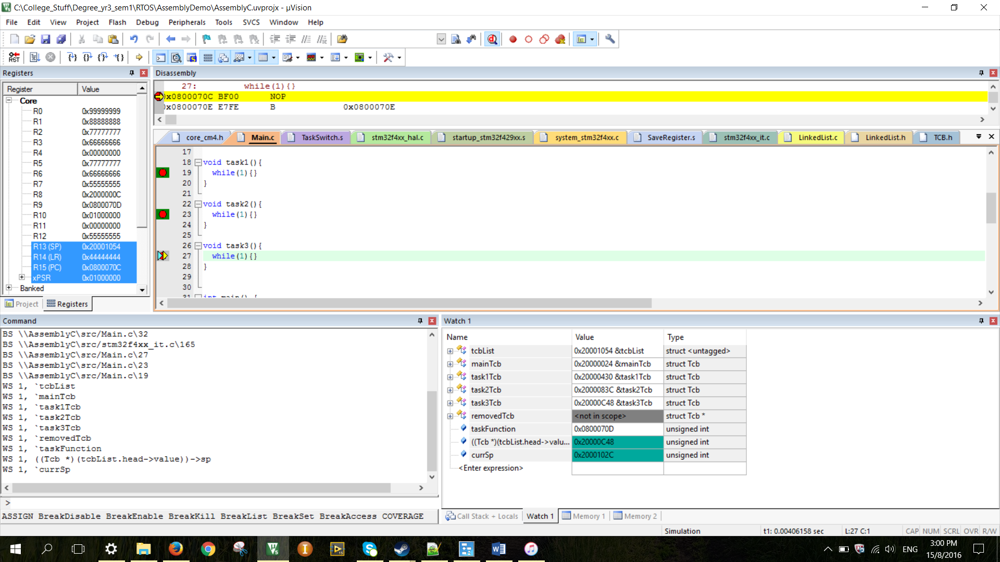 C:\College_Stuff\Degree_yr3_sem1\RTOS\AssemblyDemo\AssemblyC.uvprojx - µVision
File Edit View Project Flash Debug Peripherals Tools SVCS Window Help
RST
Registers
Register Value
Core
R0 0x99999999
R1 0x88888888
R2 0x77777777
R3 0x66666666
R4 0x00000000
R5 0x77777777
R6 0x66666666
R7 0x55555555
R8 0x2000000C
R9 0x0800070D
R10 0x01000000
R11 0x00000000
R12 0x55555555
R13 (SP) 0x20001054
R14 (LR) 0x44444444
R15 (PC) 0x0800070C
xPSR 0x01000000
Banked
Project Registers
Disassembly
27: while(1){}
0x0800070C BF00 NOP
0x0800070E E7FE B 0x0800070E
core_cm4.h Main.c TaskSwitch.s stm32f4xx_hal.c startup_stm32f429xx.s system_stm32f4xx.c SaveRegister.s stm32f4xx_it.c LinkedList.c LinkedList.h TCB.h
17
18 void task1(){
19 while(1){}
20 }
21
22 void task2(){
23 while(1){}
24 }
25
26 void task3(){
27 while(1){}
28 }
29
30
31 int main() {
Command
BS \\AssemblyC\src/Main.c\32
BS \\AssemblyC\src/stm32f4xx_it.c\165
BS \\AssemblyC\src/Main.c\27
BS \\AssemblyC\src/Main.c\23
BS \\AssemblyC\src/Main.c\19
WS 1, `tcbList
WS 1, `mainTcb
WS 1, `task1Tcb
WS 1, `task2Tcb
WS 1, `task3Tcb
WS 1, `removedTcb
WS 1, `taskFunction
WS 1, ((Tcb *)(tcbList.head->value))->sp
WS 1, `currSp
>
ASSIGN BreakDisable BreakEnable BreakKill BreakList BreakSet BreakAccess COVERAGE
Watch 1
Name Value Type
tcbList 0x20001054 &tcbList struct <untagged>
mainTcb 0x20000024 &mainTcb struct Tcb
task1Tcb 0x20000430 &task1Tcb struct Tcb
task2Tcb 0x2000083C &task2Tcb struct Tcb
task3Tcb 0x20000C48 &task3Tcb struct Tcb
removedTcb <not in scope> struct Tcb *
taskFunction 0x0800070D unsigned int
((Tcb *)(tcbList.head->valu... 0x20000C48 unsigned int
currSp 0x2000102C unsigned int
<Enter expression>
Call Stack + Locals Watch 1 Memory 1 Memory 2
Simulation t1: 0.00406158 sec L:27 C:1 CAP NUM SCRL OVR R/W
ENG
3:00 PM
15/8/2016